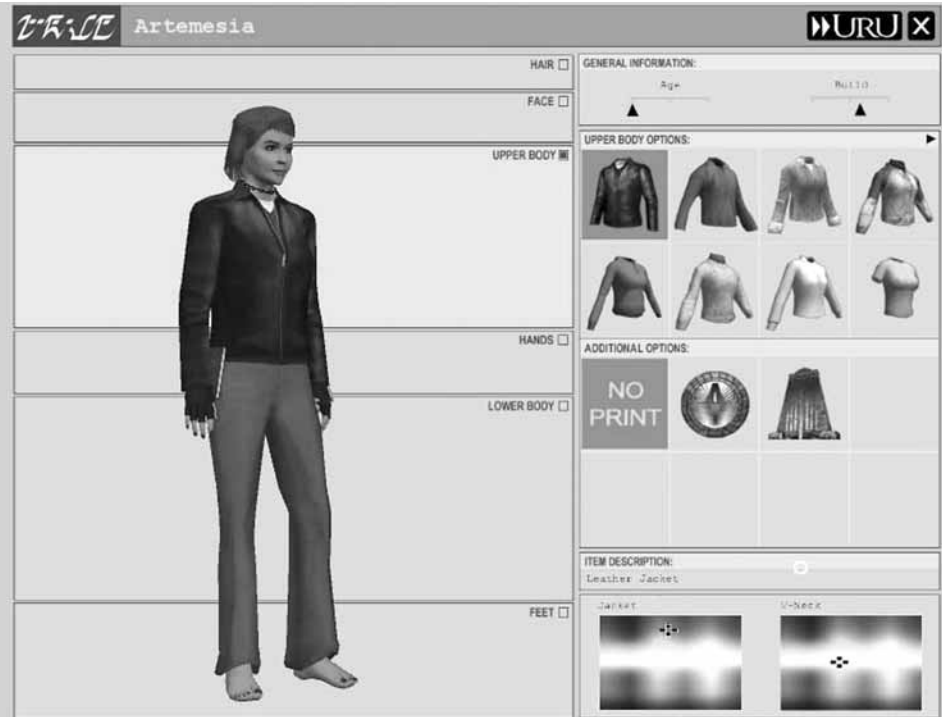 Artemesia
URU X
HAIR
FACE
UPPER BODY
HANDS
LOWER BODY
FEET
GENERAL INFORMATION:
Age Build
UPPER BODY OPTIONS:
ADDITIONAL OPTIONS:
NO
PRINT
ITEM DESCRIPTION:
Leather Jacket
Jacket V-Neck